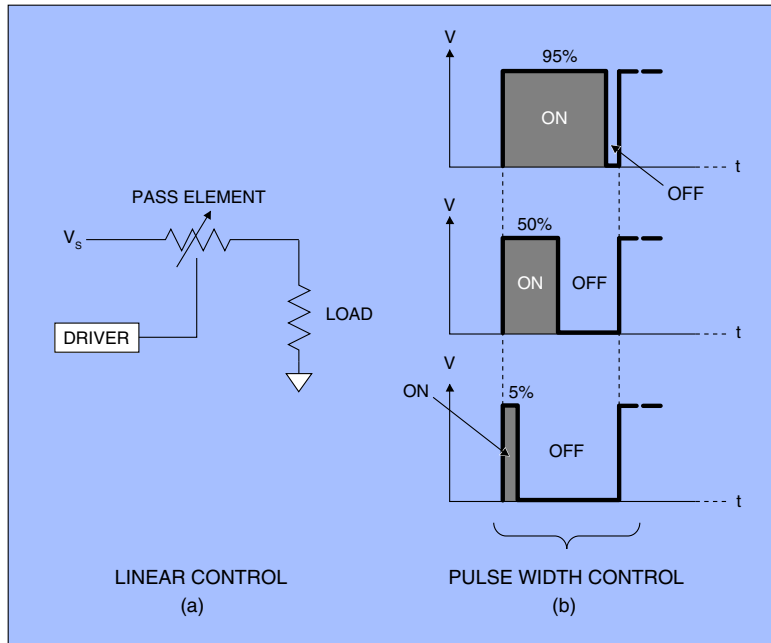 PASS ELEMENT
VS
DRIVER
LOAD
LINEAR CONTROL
(a)
V
95%
ON
OFF
t
V
50%
ON
OFF
t
V
ON
5%
OFF
t
PULSE WIDTH CONTROL
(b)